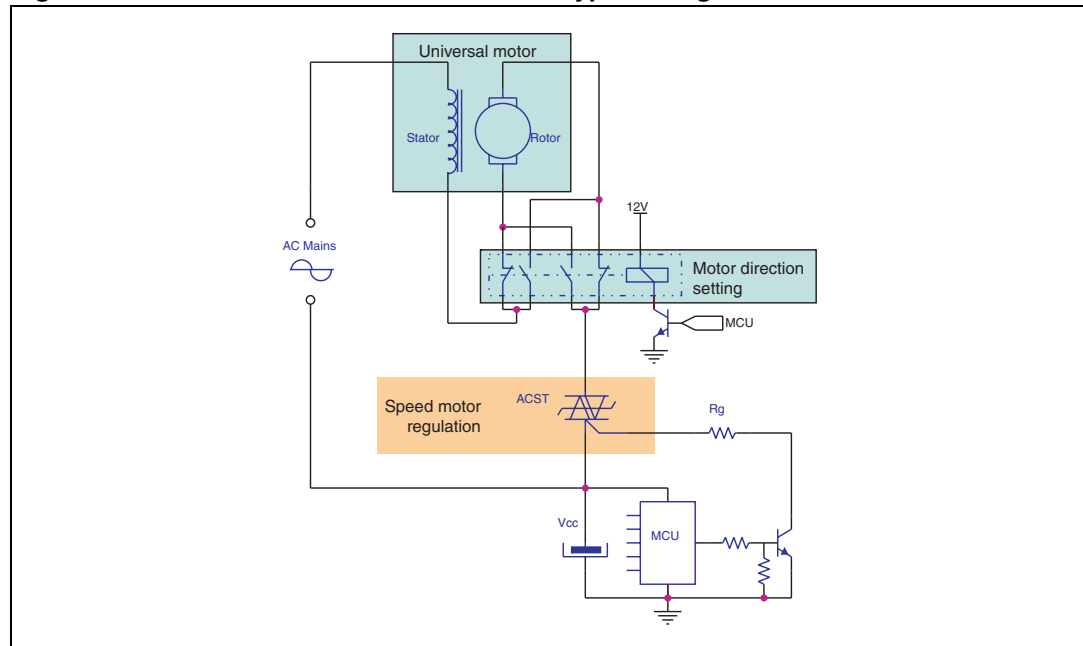 Universal motor
Stator
Rotor
12V
AC Mains
Motor direction
setting
MCU
Speed motor
regulation
ACST
Rg
Vcc
MCU